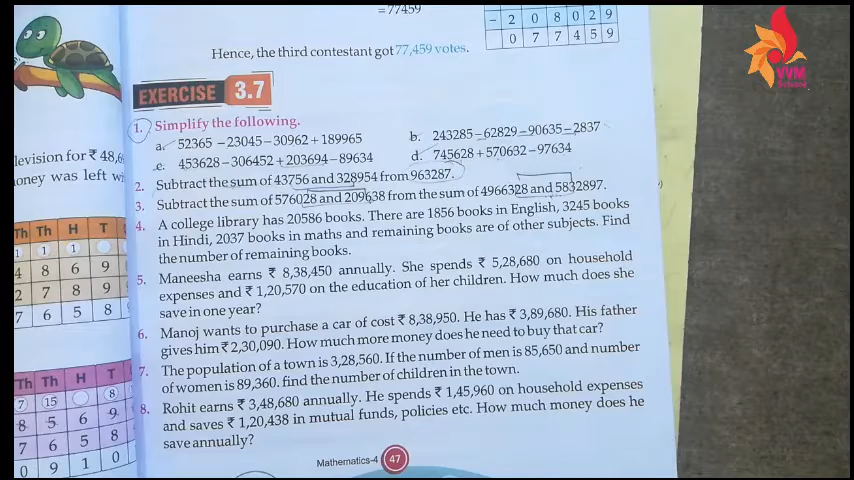 = 77459
- 2 0 8 0 2 9
0 7 7 4 5 9
Hence, the third contestant got 77,459 votes.
VVM
EXERCISE 3.7
1. Simplify the following.
a. 52365 - 23045 - 30962 + 189965
b. 243285 - 62829 - 90635 - 2837
c. 453628 - 306452 + 203694 - 89634
d. 745628 + 570632 - 97634
2. Subtract the sum of 43756 and 328954 from 963287.
3. Subtract the sum of 576028 and 209638 from the sum of 4966328 and 5832897.
4. A college library has 20586 books. There are 1856 books in English, 3245 books
in Hindi, 2037 books in maths and remaining books are of other subjects. Find
the number of remaining books.
5. Maneesha earns ₹ 8,38,450 annually. She spends ₹ 5,28,680 on household
expenses and ₹ 1,20,570 on the education of her children. How much does she
save in one year?
6. Manoj wants to purchase a car of cost ₹ 8,38,950. He has ₹ 3,89,680. His father
gives him ₹ 2,30,090. How much more money does he need to buy that car?
7. The population of a town is 3,28,560. If the number of men is 85,650 and number
of women is 89,360. find the number of children in the town.
8. Rohit earns ₹ 3,48,680 annually. He spends ₹ 1,45,960 on household expenses
and saves ₹ 1,20,438 in mutual funds, policies etc. How much money does he
save annually?
Mathematics-4 47
levision for ₹ 48,6
oney was left
Th Th H T
1 1 1
4 8 6 9
2 7 8 9
7 6 5 8
Th Th H T
7 15 8
8 5 6 9
7 6 5 8
0 9 1 0